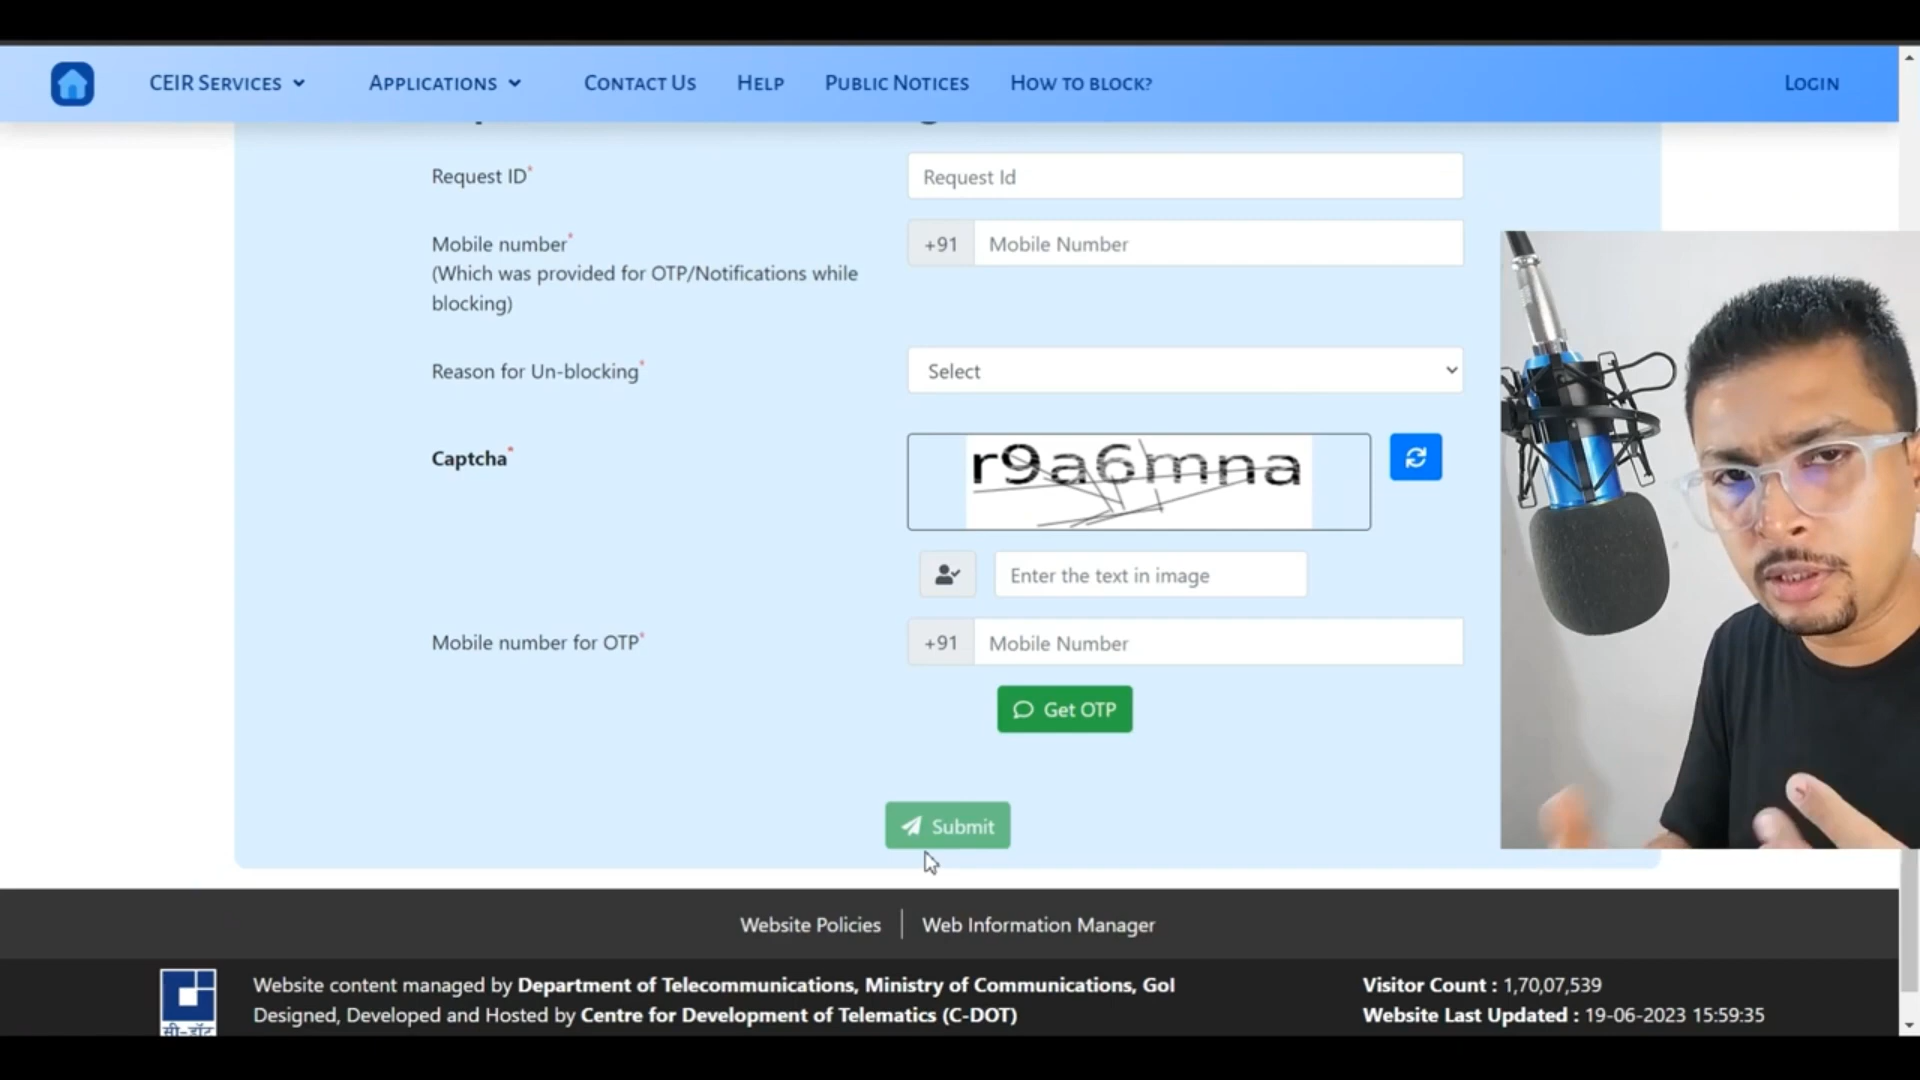 CEIR Services
Applications
Contact Us
Help
Public Notices
How to block?
Login
Request ID*
Request Id
Mobile number*
(Which was provided for OTP/Notifications while
blocking)
+91
Mobile Number
Reason for Un-blocking*
Select
Captcha*
r9a6mna
Enter the text in image
Mobile number for OTP*
+91
Mobile Number
Get OTP
Submit
Website Policies
Web Information Manager
सी-डॉट
Website content managed by Department of Telecommunications, Ministry of Communications, GoI
Designed, Developed and Hosted by Centre for Development of Telematics (C-DOT)
Visitor Count : 1,70,07,539
Website Last Updated : 19-06-2023 15:59:35